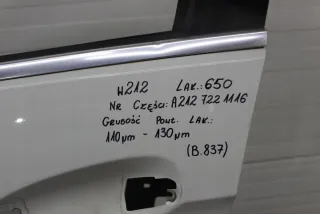 W212 LAK.: 650
NR CZĘŚCI: A212 722 1116
GRUBOŚĆ POWŁ. LAK.:
110µm - 130µm
(B.837)